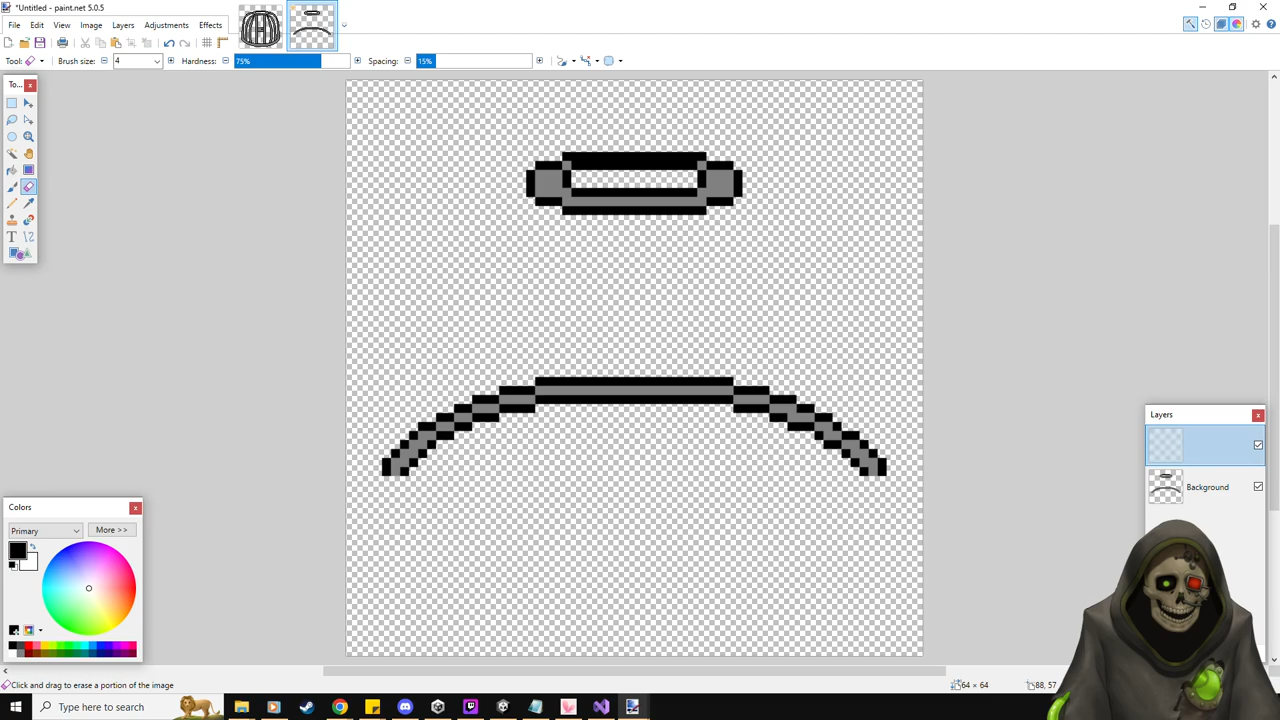 *Untitled - paint.net 5.0.5
File Edit View Image Layers Adjustments Effects
Tool: Brush size: 4 Hardness: 75% Spacing: 15%
To...
Layers
Background
Colors
Primary More >>
Click and drag to erase a portion of the image 64 × 64 88, 57
Type here to search